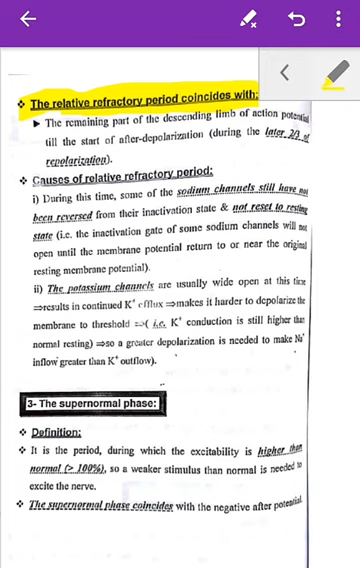 ❖ The relative refractory period coincides with:
► The remaining part of the descending limb of action potential
till the start of after-depolarization (during the later 2/3 of
repolarization).
❖ Causes of relative refractory period:
i) During this time, some of the sodium channels still have not
been reversed from their inactivation state & not reset to resting
state (i.e. the inactivation gate of some sodium channels will not
open until the membrane potential return to or near the original
resting membrane potential).
ii) The potassium channels are usually wide open at this time
⇒results in continued K⁺ efflux ⇒makes it harder to depolarize the
membrane to threshold ⇒( i.e. K⁺ conduction is still higher than
normal resting) ⇒so a greater depolarization is needed to make Na⁺
inflow greater than K⁺ outflow).
3- The supernormal phase:
❖ Definition:
❖ It is the period, during which the excitability is higher than
normal (> 100%), so a weaker stimulus than normal is needed to
excite the nerve.
❖ The supernormal phase coincides with the negative after potential.